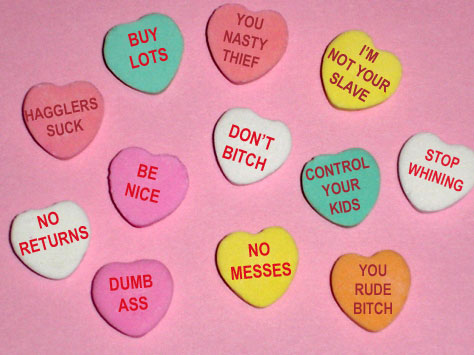 BUY
LOTS
YOU
NASTY
THIEF
I'M
NOT YOUR
SLAVE
HAGGLERS
SUCK
DON'T
BITCH
BE
NICE
CONTROL
YOUR
KIDS
STOP
WHINING
NO
RETURNS
NO
MESSES
DUMB
ASS
YOU
RUDE
BITCH